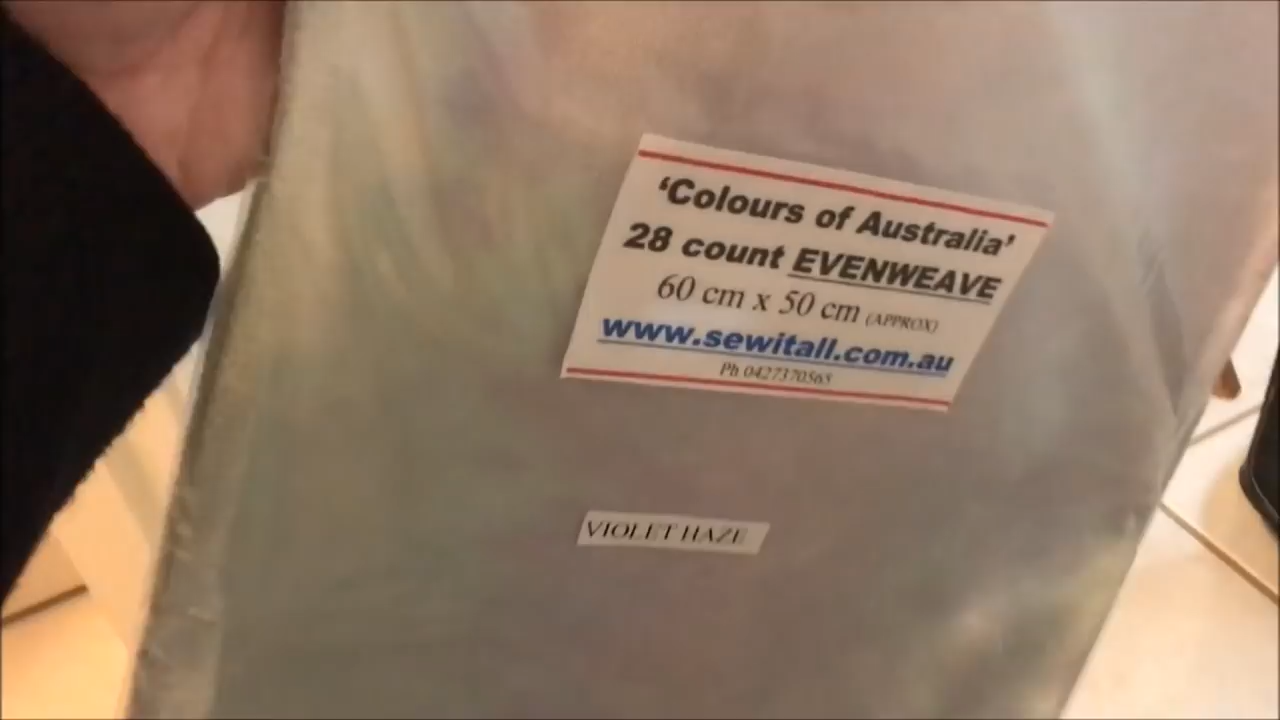 ‘Colours of Australia’
28 count EVENWEAVE
60 cm x 50 cm (APPROX)
www.sewitall.com.au
Ph 0427370565
VIOLET HAZE